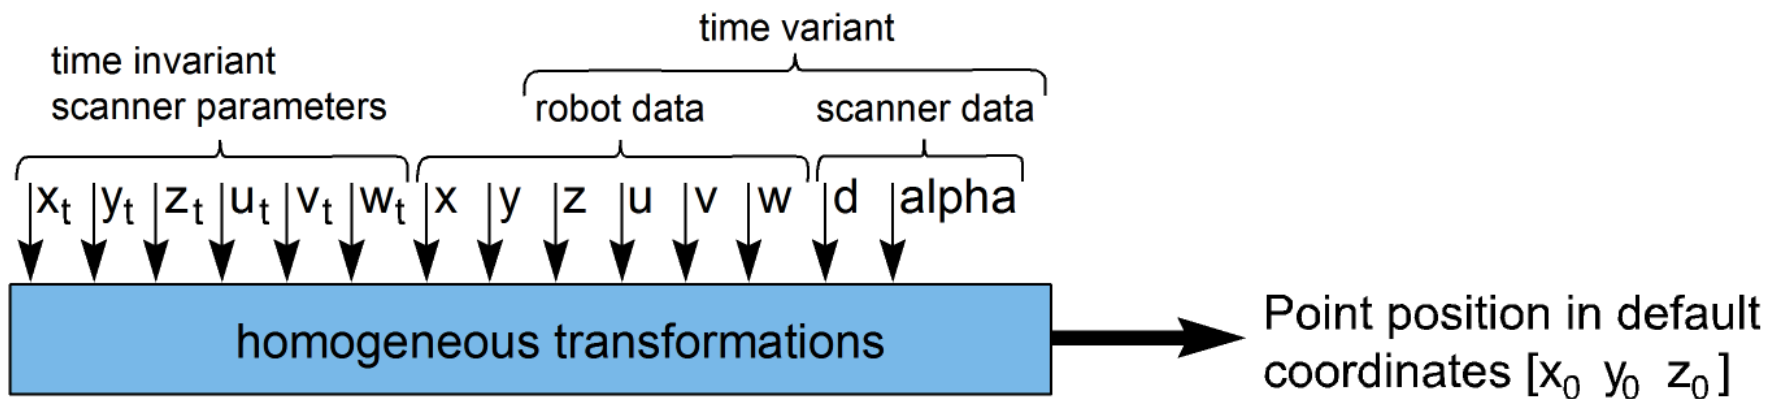 time variant
time invariant
scanner parameters
robot data scanner data
xₜ yₜ zₜ uₜ vₜ wₜ x y z u v w d alpha
homogeneous transformations
Point position in default
coordinates [x₀ y₀ z₀]